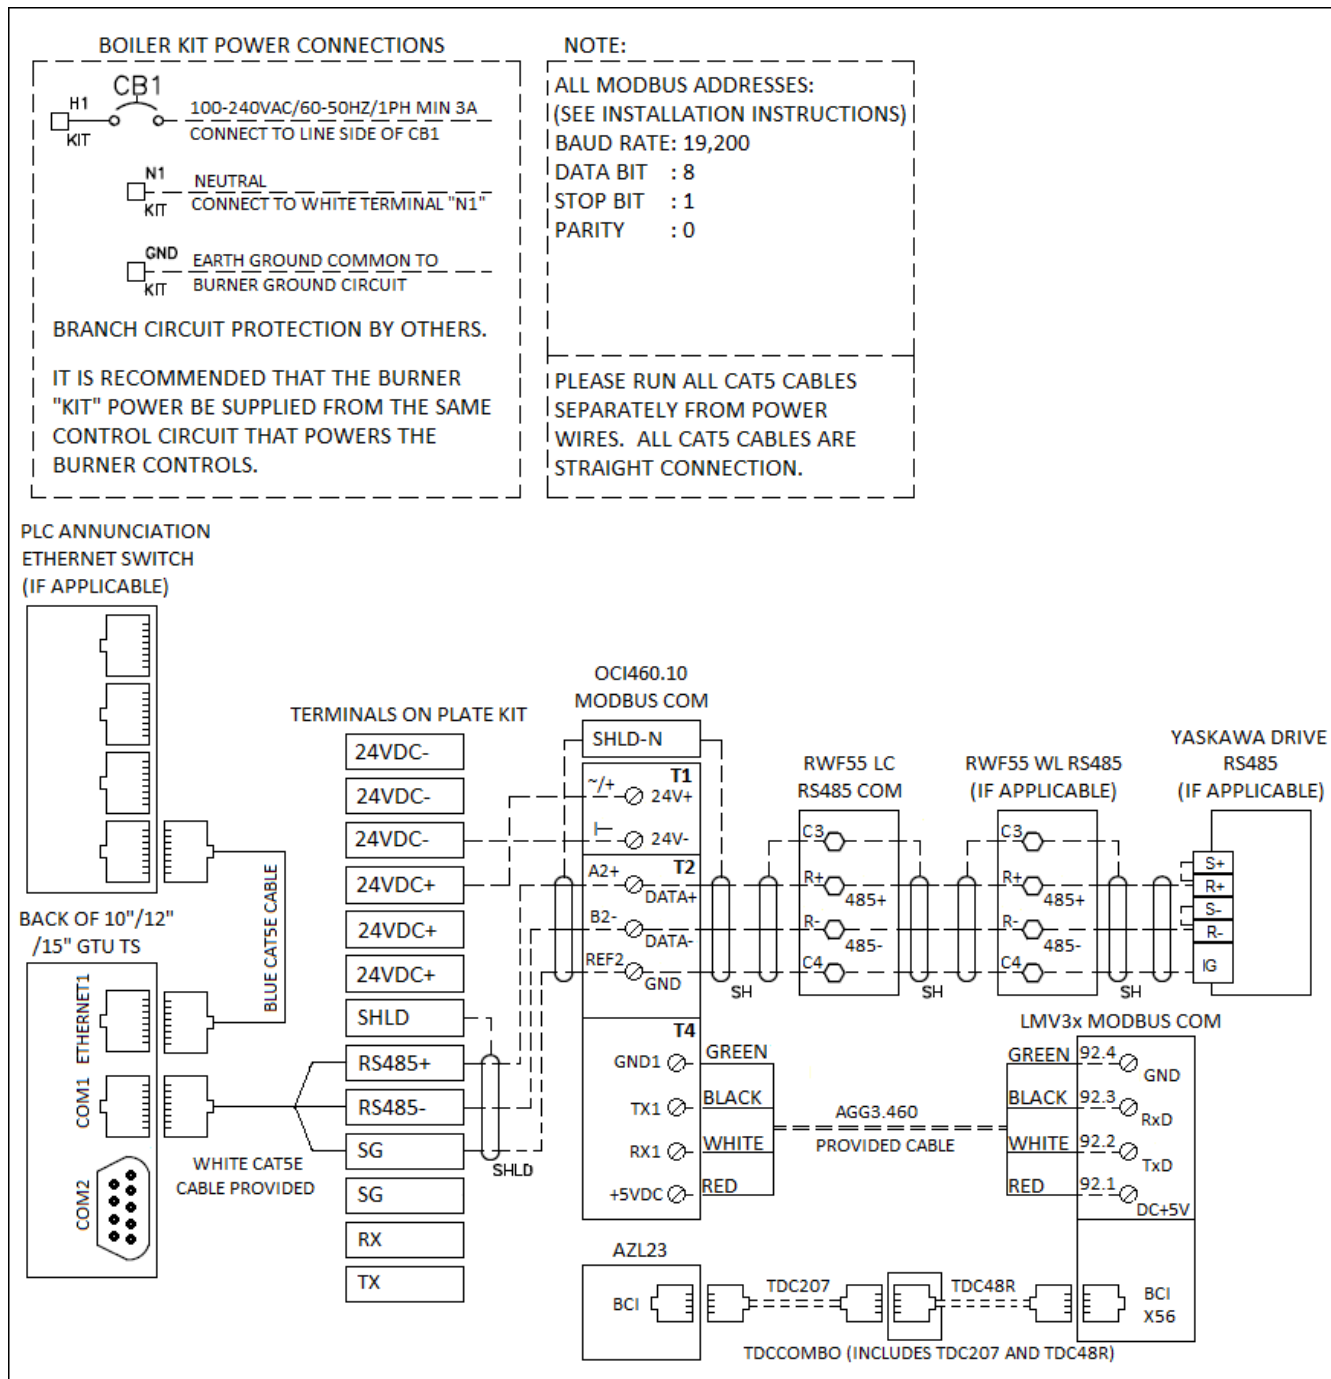 BOILER KIT POWER CONNECTIONS
CB1
H1
KIT
100-240VAC/60-50HZ/1PH MIN 3A
CONNECT TO LINE SIDE OF CB1
N1
KIT
NEUTRAL
CONNECT TO WHITE TERMINAL "N1"
GND
KIT
EARTH GROUND COMMON TO
BURNER GROUND CIRCUIT
BRANCH CIRCUIT PROTECTION BY OTHERS.
IT IS RECOMMENDED THAT THE BURNER
"KIT" POWER BE SUPPLIED FROM THE SAME
CONTROL CIRCUIT THAT POWERS THE
BURNER CONTROLS.
NOTE:
ALL MODBUS ADDRESSES:
(SEE INSTALLATION INSTRUCTIONS)
BAUD RATE: 19,200
DATA BIT : 8
STOP BIT : 1
PARITY : 0
PLEASE RUN ALL CAT5 CABLES
SEPARATELY FROM POWER
WIRES. ALL CAT5 CABLES ARE
STRAIGHT CONNECTION.
PLC ANNUNCIATION
ETHERNET SWITCH
(IF APPLICABLE)
BLUE CAT5E CABLE
BACK OF 10"/12"
/15" GTU TS
ETHERNET1
COM1
COM2
WHITE CAT5E
CABLE PROVIDED
TERMINALS ON PLATE KIT
24VDC-
24VDC-
24VDC-
24VDC+
24VDC+
24VDC+
SHLD
RS485+
RS485-
SG
SG
RX
TX
SHLD
OCI460.10
MODBUS COM
SHLD-N
T1
~/+
24V+
24V-
T2
A2+
DATA+
B2-
DATA-
REF2
GND
T4
GND1
TX1
RX1
+5VDC
GREEN
BLACK
WHITE
RED
SH
RWF55 LC
RS485 COM
C3
R+
485+
R-
485-
C4
SH
RWF55 WL RS485
(IF APPLICABLE)
C3
R+
485+
R-
485-
C4
SH
YASKAWA DRIVE
RS485
(IF APPLICABLE)
S+
R+
S-
R-
IG
AGG3.460
PROVIDED CABLE
LMV3x MODBUS COM
GREEN
92.4
GND
BLACK
92.3
RxD
WHITE
92.2
TxD
RED
92.1
DC+5V
BCI
X56
AZL23
BCI
TDC207
TDC48R
TDCCOMBO (INCLUDES TDC207 AND TDC48R)